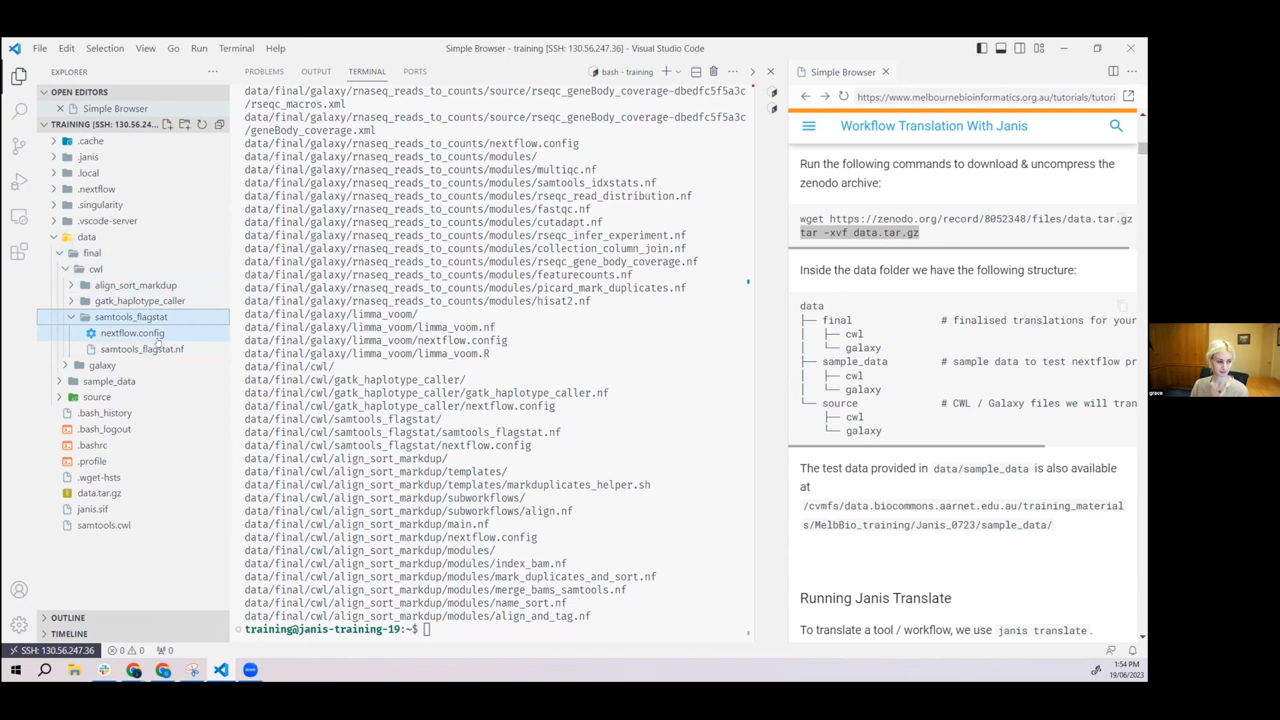 File Edit Selection View Go Run Terminal Help
Simple Browser - training [SSH: 130.56.247.36] - Visual Studio Code
EXPLORER
OPEN EDITORS
Simple Browser
TRAINING [SSH: 130.56.24...
.cache
.janis
.local
.nextflow
.singularity
.vscode-server
data
final
cwl
align_sort_markdup
gatk_haplotype_caller
samtools_flagstat
nextflow.config
samtools_flagstat.nf
galaxy
sample_data
source
.bash_history
.bash_logout
.bashrc
.profile
.wget-hsts
data.tar.gz
janis.sif
samtools.cwl
OUTLINE
TIMELINE
PROBLEMS OUTPUT TERMINAL PORTS
bash - training
data/final/galaxy/rnaseq_reads_to_counts/source/rseqc_geneBody_coverage-dbedfc5f5a3c
/rseqc_macros.xml
data/final/galaxy/rnaseq_reads_to_counts/source/rseqc_geneBody_coverage-dbedfc5f5a3c
/geneBody_coverage.xml
data/final/galaxy/rnaseq_reads_to_counts/nextflow.config
data/final/galaxy/rnaseq_reads_to_counts/modules/
data/final/galaxy/rnaseq_reads_to_counts/modules/multiqc.nf
data/final/galaxy/rnaseq_reads_to_counts/modules/samtools_idxstats.nf
data/final/galaxy/rnaseq_reads_to_counts/modules/rseqc_read_distribution.nf
data/final/galaxy/rnaseq_reads_to_counts/modules/fastqc.nf
data/final/galaxy/rnaseq_reads_to_counts/modules/cutadapt.nf
data/final/galaxy/rnaseq_reads_to_counts/modules/rseqc_infer_experiment.nf
data/final/galaxy/rnaseq_reads_to_counts/modules/collection_column_join.nf
data/final/galaxy/rnaseq_reads_to_counts/modules/rseqc_gene_body_coverage.nf
data/final/galaxy/rnaseq_reads_to_counts/modules/featurecounts.nf
data/final/galaxy/rnaseq_reads_to_counts/modules/picard_mark_duplicates.nf
data/final/galaxy/rnaseq_reads_to_counts/modules/hisat2.nf
data/final/galaxy/limma_voom/
data/final/galaxy/limma_voom/limma_voom.nf
data/final/galaxy/limma_voom/nextflow.config
data/final/galaxy/limma_voom/limma_voom.R
data/final/cwl/
data/final/cwl/gatk_haplotype_caller/
data/final/cwl/gatk_haplotype_caller/gatk_haplotype_caller.nf
data/final/cwl/gatk_haplotype_caller/nextflow.config
data/final/cwl/samtools_flagstat/
data/final/cwl/samtools_flagstat/samtools_flagstat.nf
data/final/cwl/samtools_flagstat/nextflow.config
data/final/cwl/align_sort_markdup/
data/final/cwl/align_sort_markdup/templates/
data/final/cwl/align_sort_markdup/templates/markduplicates_helper.sh
data/final/cwl/align_sort_markdup/subworkflows/
data/final/cwl/align_sort_markdup/subworkflows/align.nf
data/final/cwl/align_sort_markdup/main.nf
data/final/cwl/align_sort_markdup/nextflow.config
data/final/cwl/align_sort_markdup/modules/
data/final/cwl/align_sort_markdup/modules/index_bam.nf
data/final/cwl/align_sort_markdup/modules/mark_duplicates_and_sort.nf
data/final/cwl/align_sort_markdup/modules/merge_bams_samtools.nf
data/final/cwl/align_sort_markdup/modules/name_sort.nf
data/final/cwl/align_sort_markdup/modules/align_and_tag.nf
training@janis-training-19:~$
Simple Browser
https://www.melbournebioinformatics.org.au/tutorials/tutori
Workflow Translation With Janis
Run the following commands to download & uncompress the
zenodo archive:
wget https://zenodo.org/record/8052348/files/data.tar.gz
tar -xvf data.tar.gz
Inside the data folder we have the following structure:
data
├── final # finalised translations for your
│ ├── cwl
│ └── galaxy
├── sample_data # sample data to test nextflow pr
│ ├── cwl
│ └── galaxy
└── source # CWL / Galaxy files we will tran
├── cwl
└── galaxy
The test data provided in data/sample_data is also available
at
/cvmfs/data.biocommons.aarnet.edu.au/training_material
s/MelbBio_training/Janis_0723/sample_data/
Running Janis Translate
To translate a tool / workflow, we use janis translate.
grace
SSH: 130.56.247.36 0 0 0
1:54 PM
19/06/2023